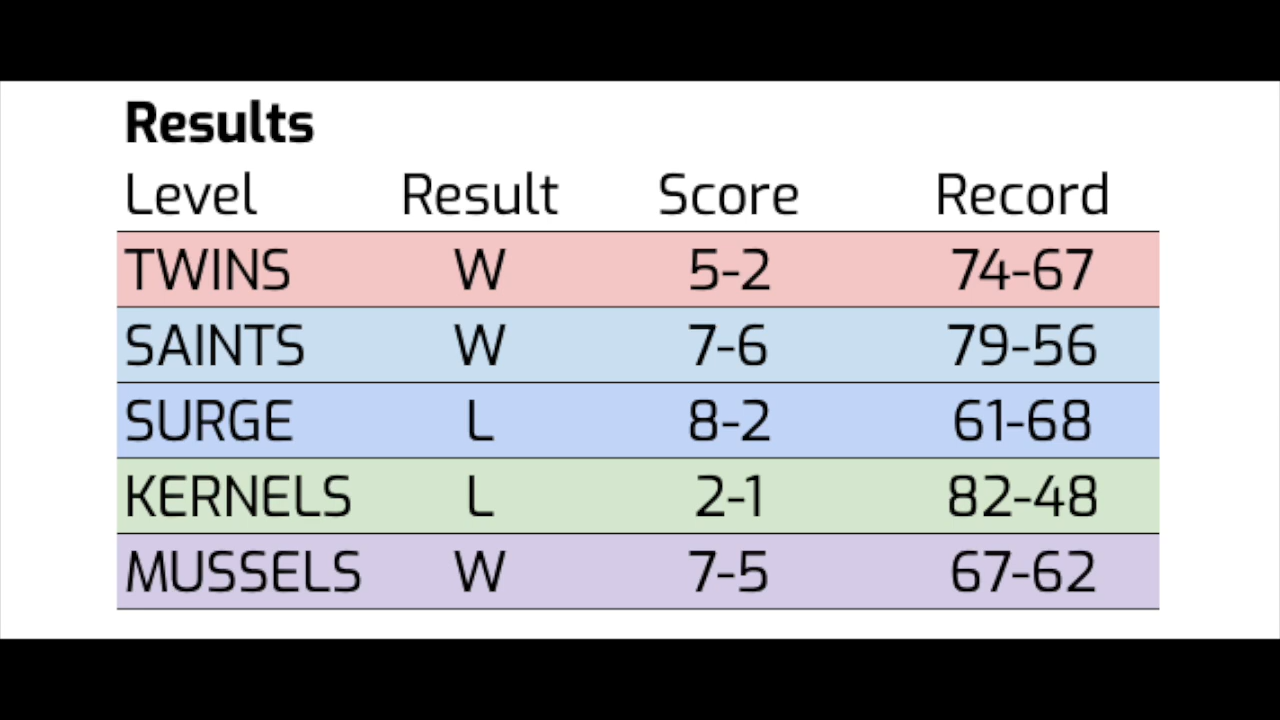 Results
Level Result Score Record
TWINS W 5-2 74-67
SAINTS W 7-6 79-56
SURGE L 8-2 61-68
KERNELS L 2-1 82-48
MUSSELS W 7-5 67-62